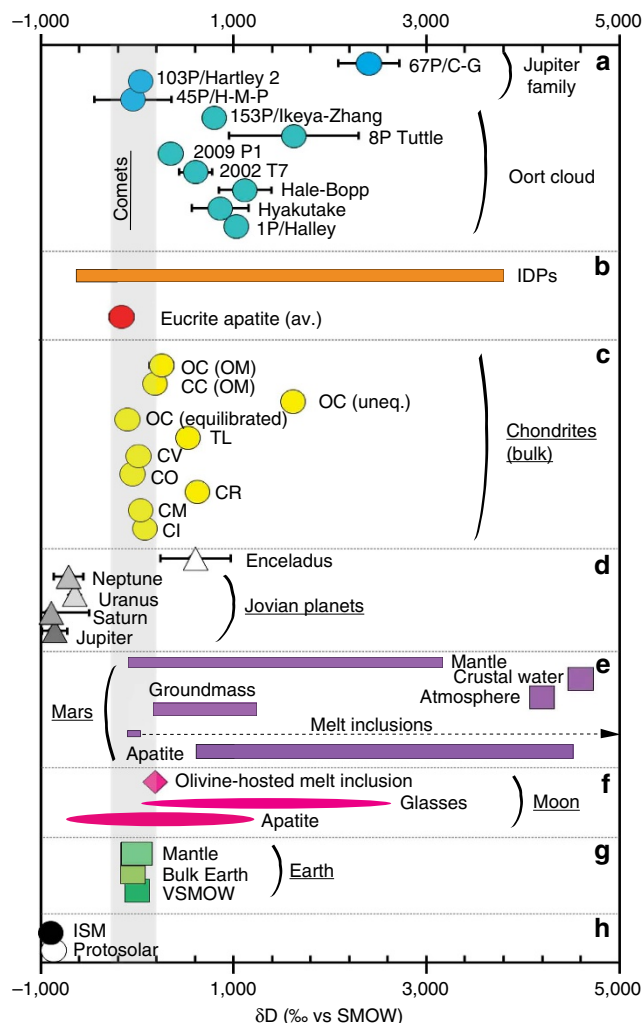 −1,000 1,000 3,000 5,000
a
67P/C-G
Jupiter
family
103P/Hartley 2
45P/H-M-P
153P/Ikeya-Zhang
8P Tuttle
2009 P1
2002 T7
Comets
Oort cloud
Hale-Bopp
Hyakutake
1P/Halley
b
IDPs
Eucrite apatite (av.)
c
OC (OM)
CC (OM)
OC (uneq.)
OC (equilibrated)
TL
Chondrites
(bulk)
CV
CO
CR
CM
CI
d
Enceladus
Neptune
Uranus
Jovian planets
Saturn
Jupiter
e
Mantle
Crustal water
Atmosphere
Groundmass
Mars
Melt inclusions
Apatite
f
Olivine-hosted melt inclusion
Glasses
Moon
Apatite
g
Mantle
Bulk Earth
Earth
VSMOW
h
ISM
Protosolar
−1,000 1,000 3,000 5,000
δD (‰ vs SMOW)